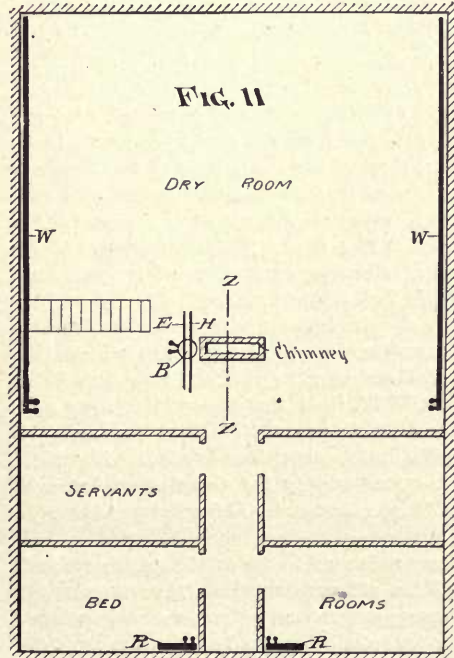 FIG. 11
DRY ROOM
W W
Z
E H
Chimney
B
Z
SERVANTS
BED ROOMS
R R